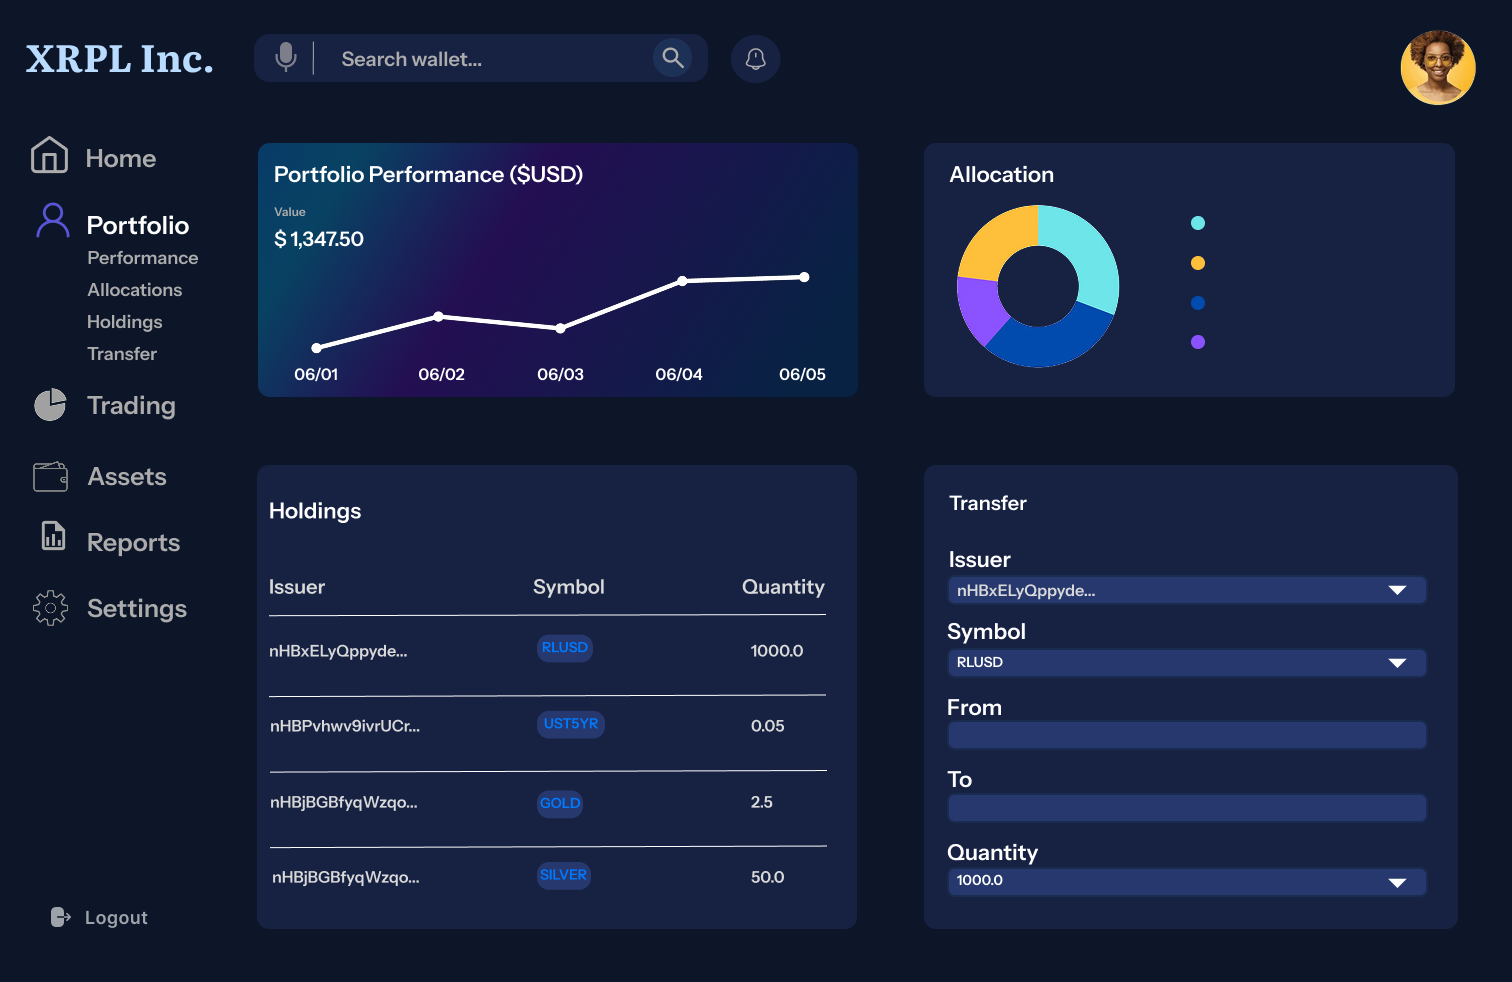 XRPL Inc.
Search wallet...
Home
Portfolio
Performance
Allocations
Holdings
Transfer
Trading
Assets
Reports
Settings
Logout
Portfolio Performance ($USD)
Value
$ 1,347.50
06/01 06/02 06/03 06/04 06/05
Allocation
Holdings
Issuer Symbol Quantity
nHBxELyQppyde... RLUSD 1000.0
nHBPvhwv9ivrUCr... UST5YR 0.05
nHBjBGBfyqWzqo... GOLD 2.5
nHBjBGBfyqWzqo... SILVER 50.0
Transfer
Issuer
nHBxELyQppyde...
Symbol
RLUSD
From
To
Quantity
1000.0